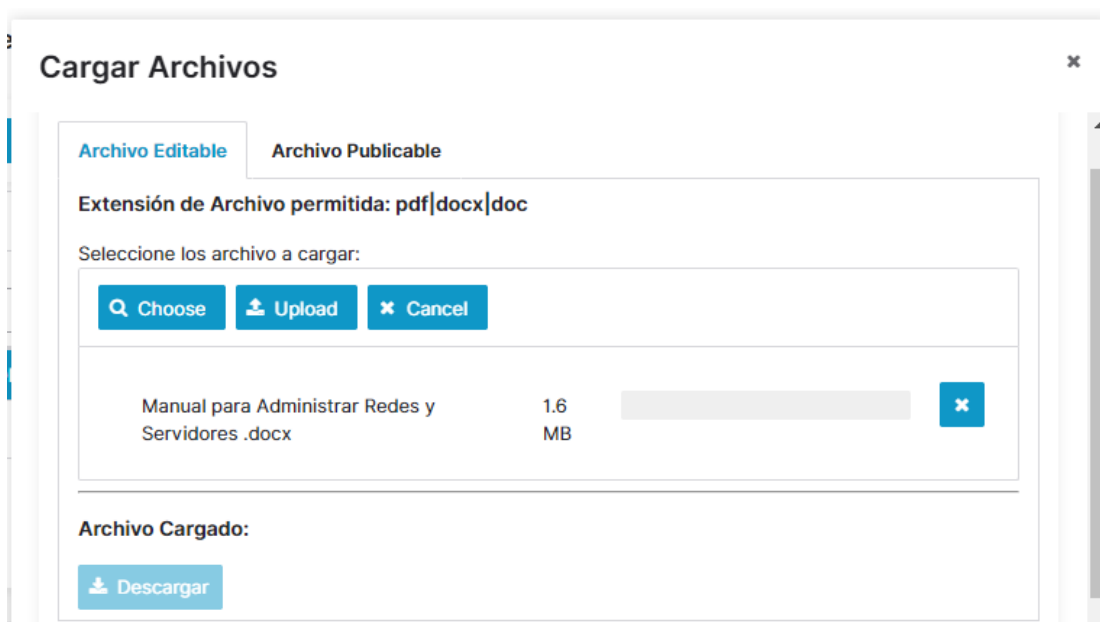 Cargar Archivos
Archivo Editable
Archivo Publicable
Extensión de Archivo permitida: pdf|docx|doc
Seleccione los archivo a cargar:
Choose
Upload
Cancel
Manual para Administrar Redes y
Servidores .docx
1.6
MB
Archivo Cargado:
Descargar